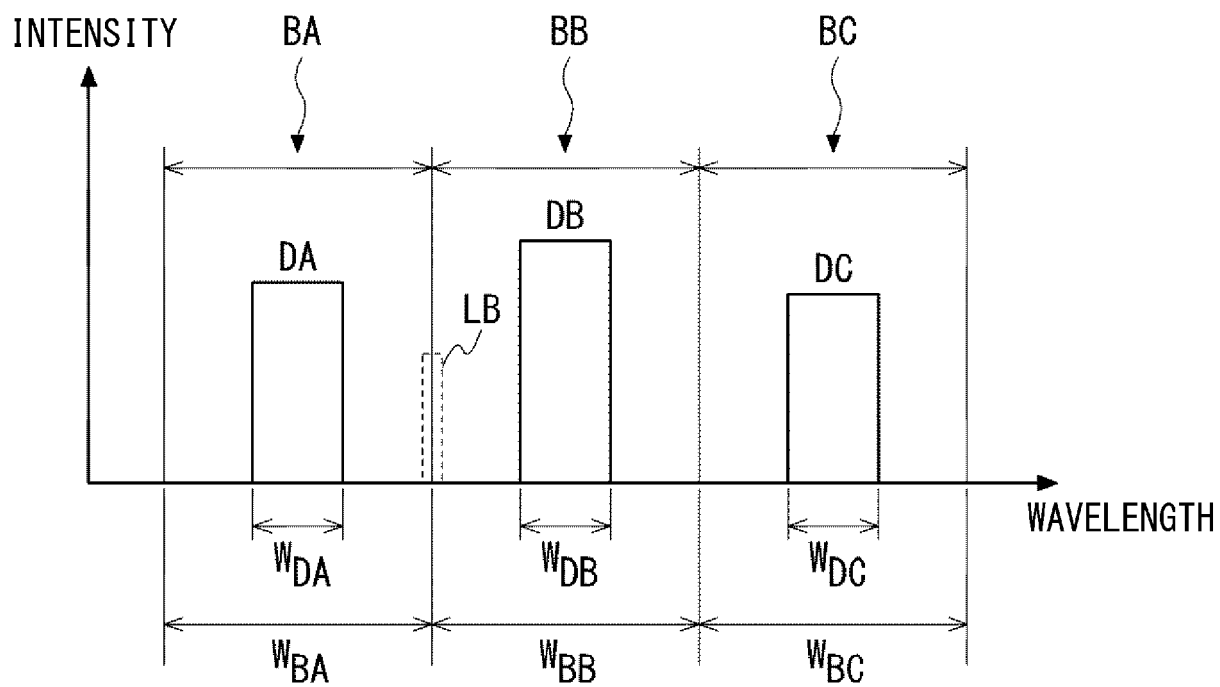 INTENSITY
BA
BB
BC
DA
DB
DC
LB
WAVELENGTH
WDA
WDB
WDC
WBA
WBB
WBC